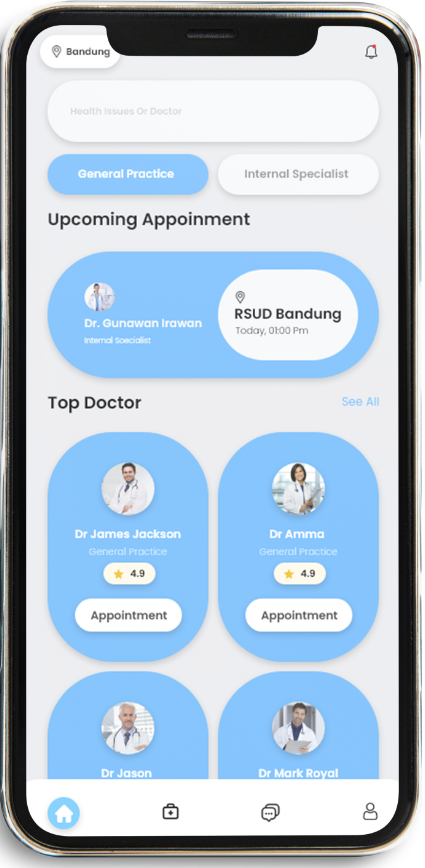 Bandung
Health Issues Or Doctor
General Practice
Internal Specialist
Upcoming Appoinment
Dr. Gunawan Irawan
Internal Soecialist
RSUD Bandung
Today, 01:00 Pm
Top Doctor
See All
Dr James Jackson
General Practice
4.9
Appointment
Dr Amma
General Practice
4.9
Appointment
Dr Jason
Dr Mark Royal